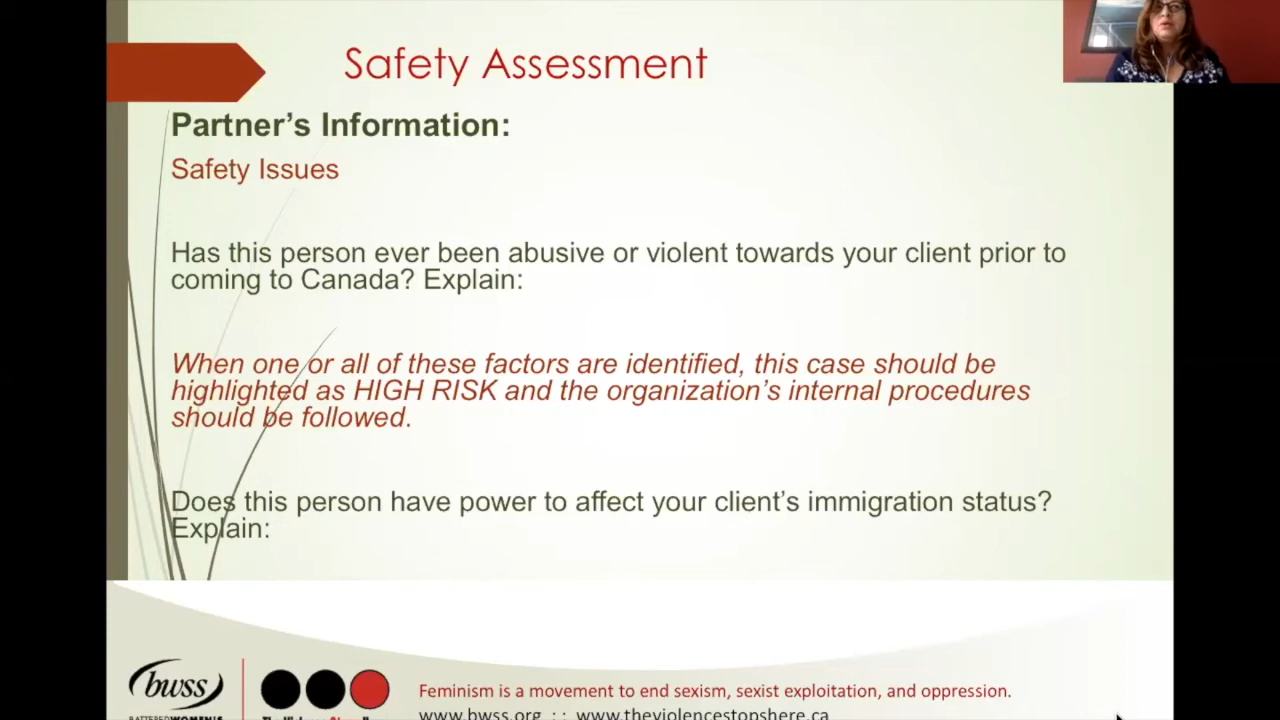 Safety Assessment
Partner's Information:
Safety Issues
Has this person ever been abusive or violent towards your client prior to
coming to Canada? Explain:
When one or all of these factors are identified, this case should be
highlighted as HIGH RISK and the organization's internal procedures
should be followed.
Does this person have power to affect your client's immigration status?
Explain:
bwss
BATTERED WOMEN'S
Feminism is a movement to end sexism, sexist exploitation, and oppression.
www.bwss.org :: www.theviolencestopshere.ca